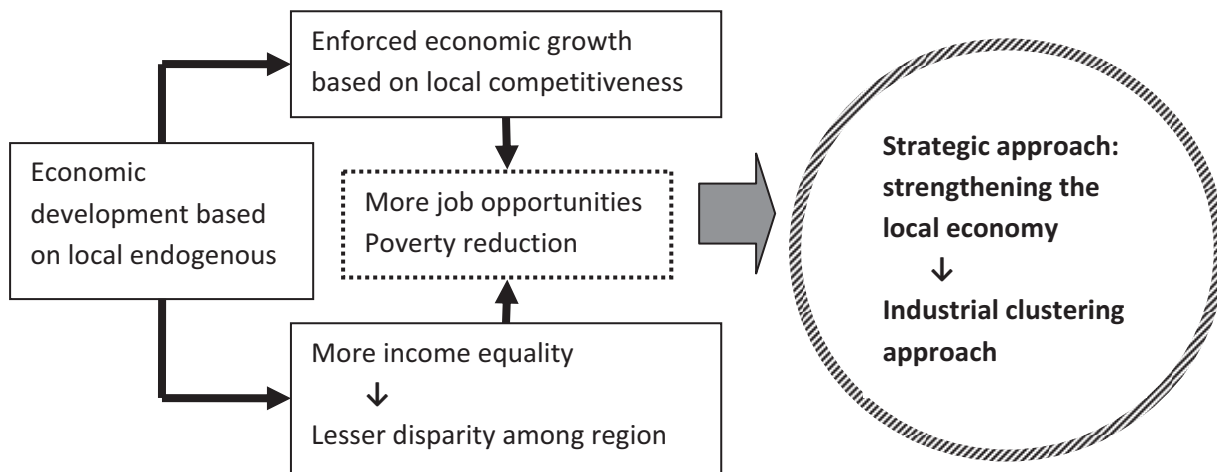 Enforced economic growth
based on local competitiveness
Economic
development based
on local endogenous
More job opportunities
Poverty reduction
More income equality
↓
Lesser disparity among region
Strategic approach:
strengthening the
local economy
↓
Industrial clustering
approach